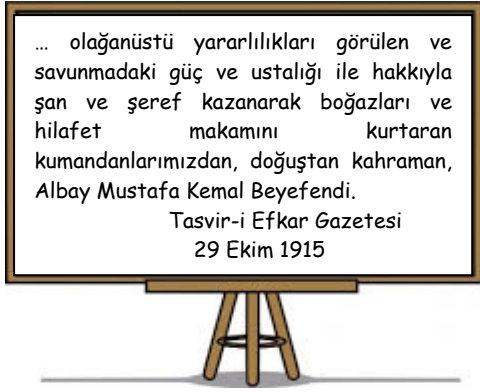 … olağanüstü yararlılıkları görülen ve
savunmadaki güç ve ustalığı ile hakkıyla
şan ve şeref kazanarak boğazları ve
hilafet makamını kurtaran
kumandanlarımızdan, doğuştan kahraman,
Albay Mustafa Kemal Beyefendi.
Tasvir-i Efkar Gazetesi
29 Ekim 1915